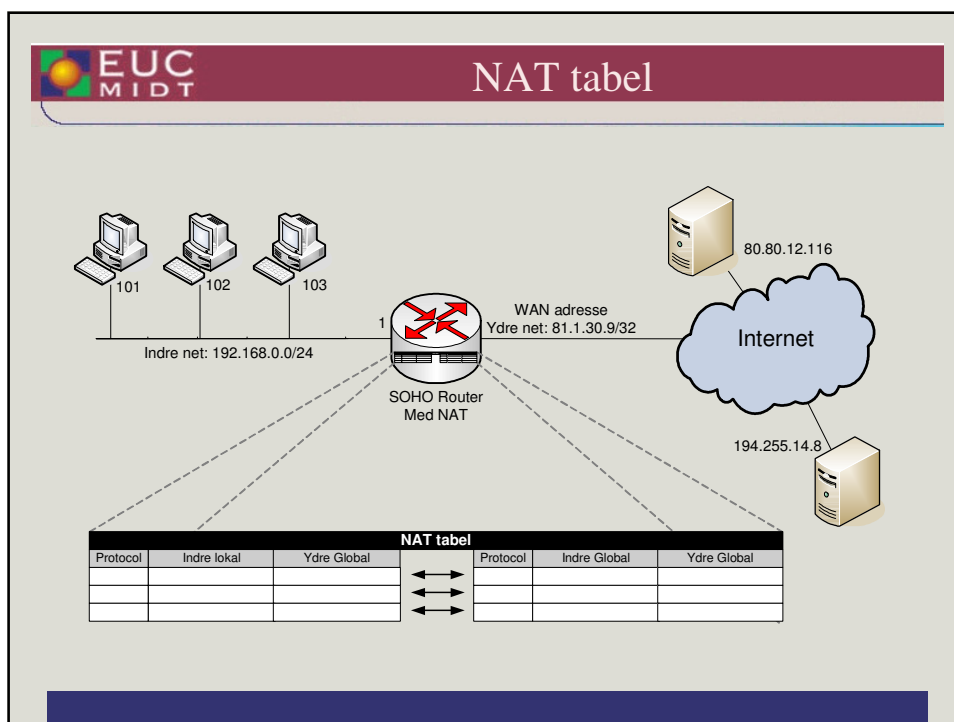 EUC
MIDT
NAT tabel
80.80.12.116
101
102
103
1
WAN adresse
Ydre net: 81.1.30.9/32
Internet
Indre net: 192.168.0.0/24
SOHO Router
Med NAT
194.255.14.8
NAT tabel
Protocol Indre lokal Ydre Global Protocol Indre Global Ydre Global